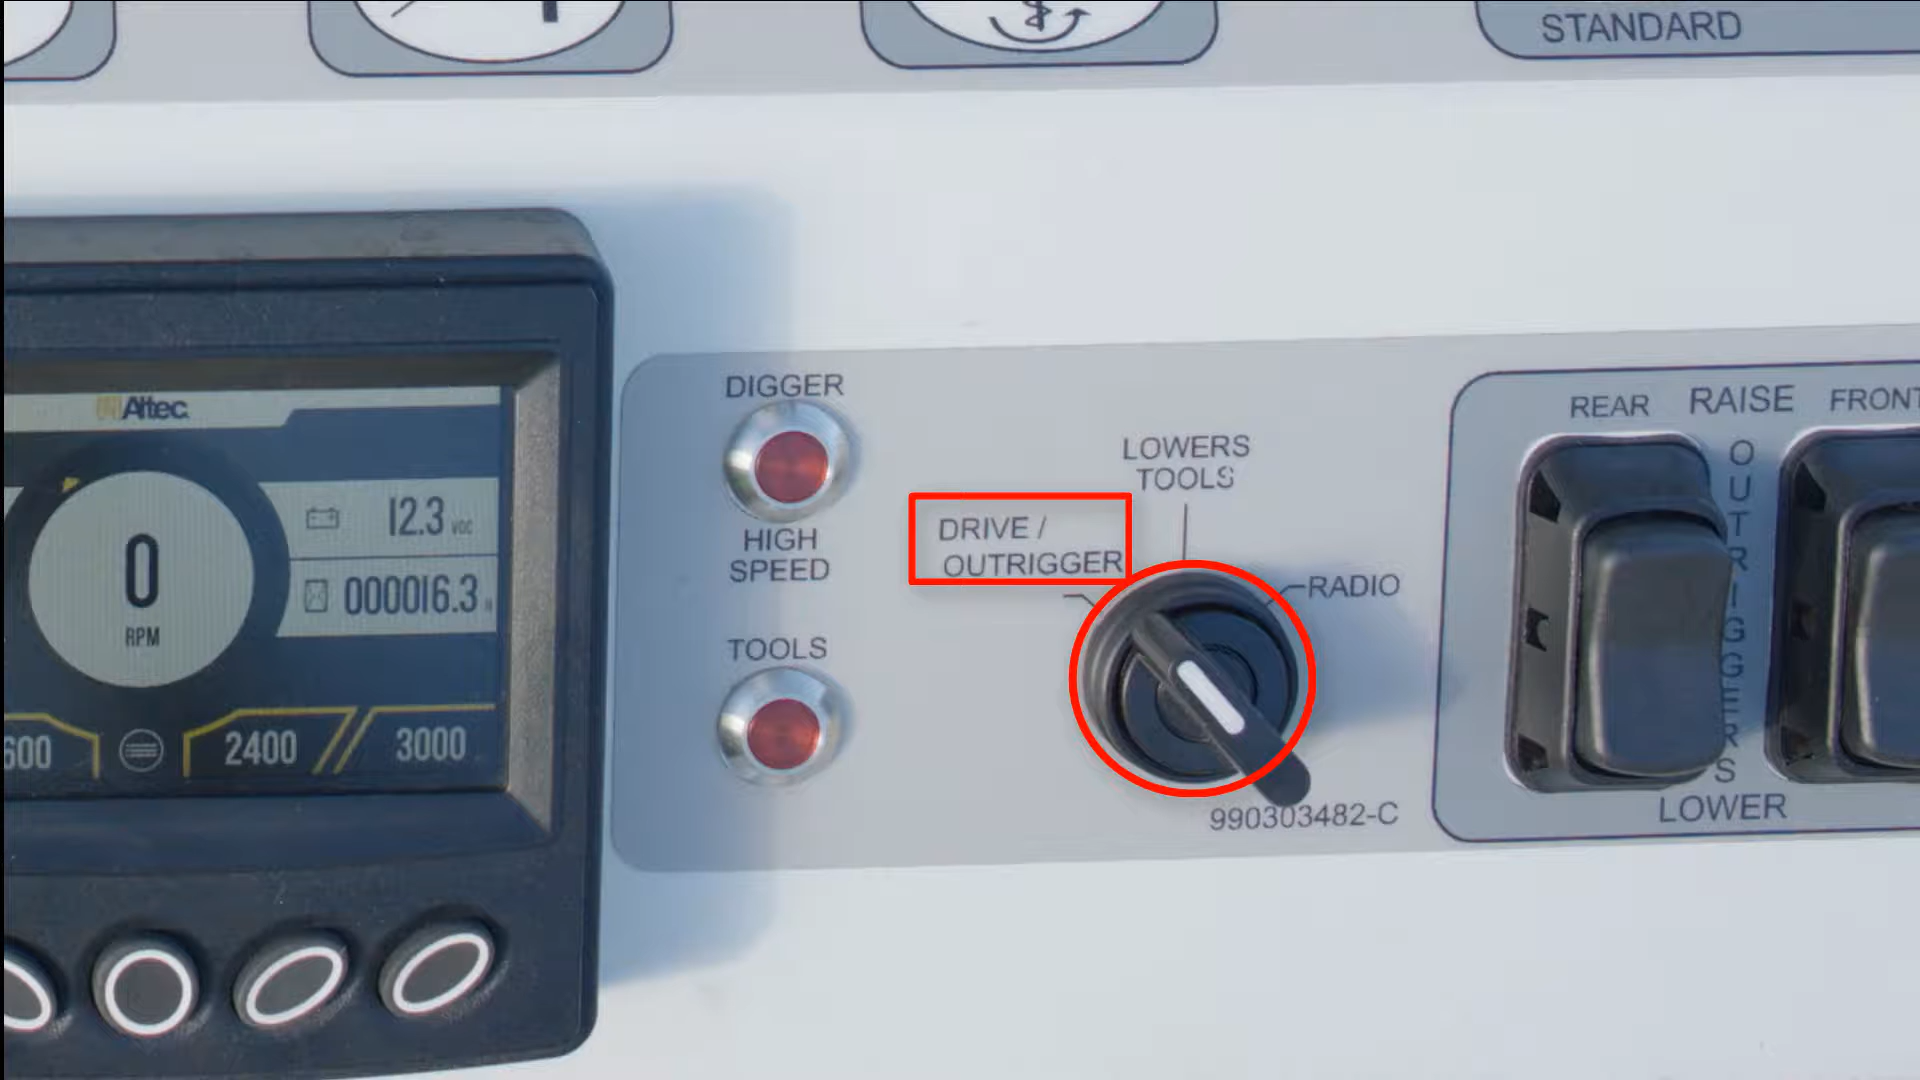 STANDARD
Altec
12.3 VDC
0
RPM
000016.3
600
2400
3000
DIGGER
HIGH
SPEED
TOOLS
LOWERS
TOOLS
DRIVE /
OUTRIGGER
RADIO
990303482-C
REAR
RAISE
FRONT
OUTRIGGERS
LOWER